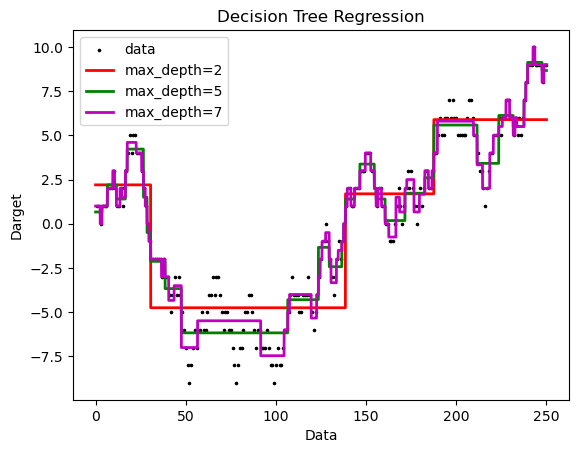 Decision Tree Regression
data
max_depth=2
max_depth=5
max_depth=7
10.0
7.5
5.0
2.5
0.0
−2.5
−5.0
−7.5
Darget
0
50
100
150
200
250
Data